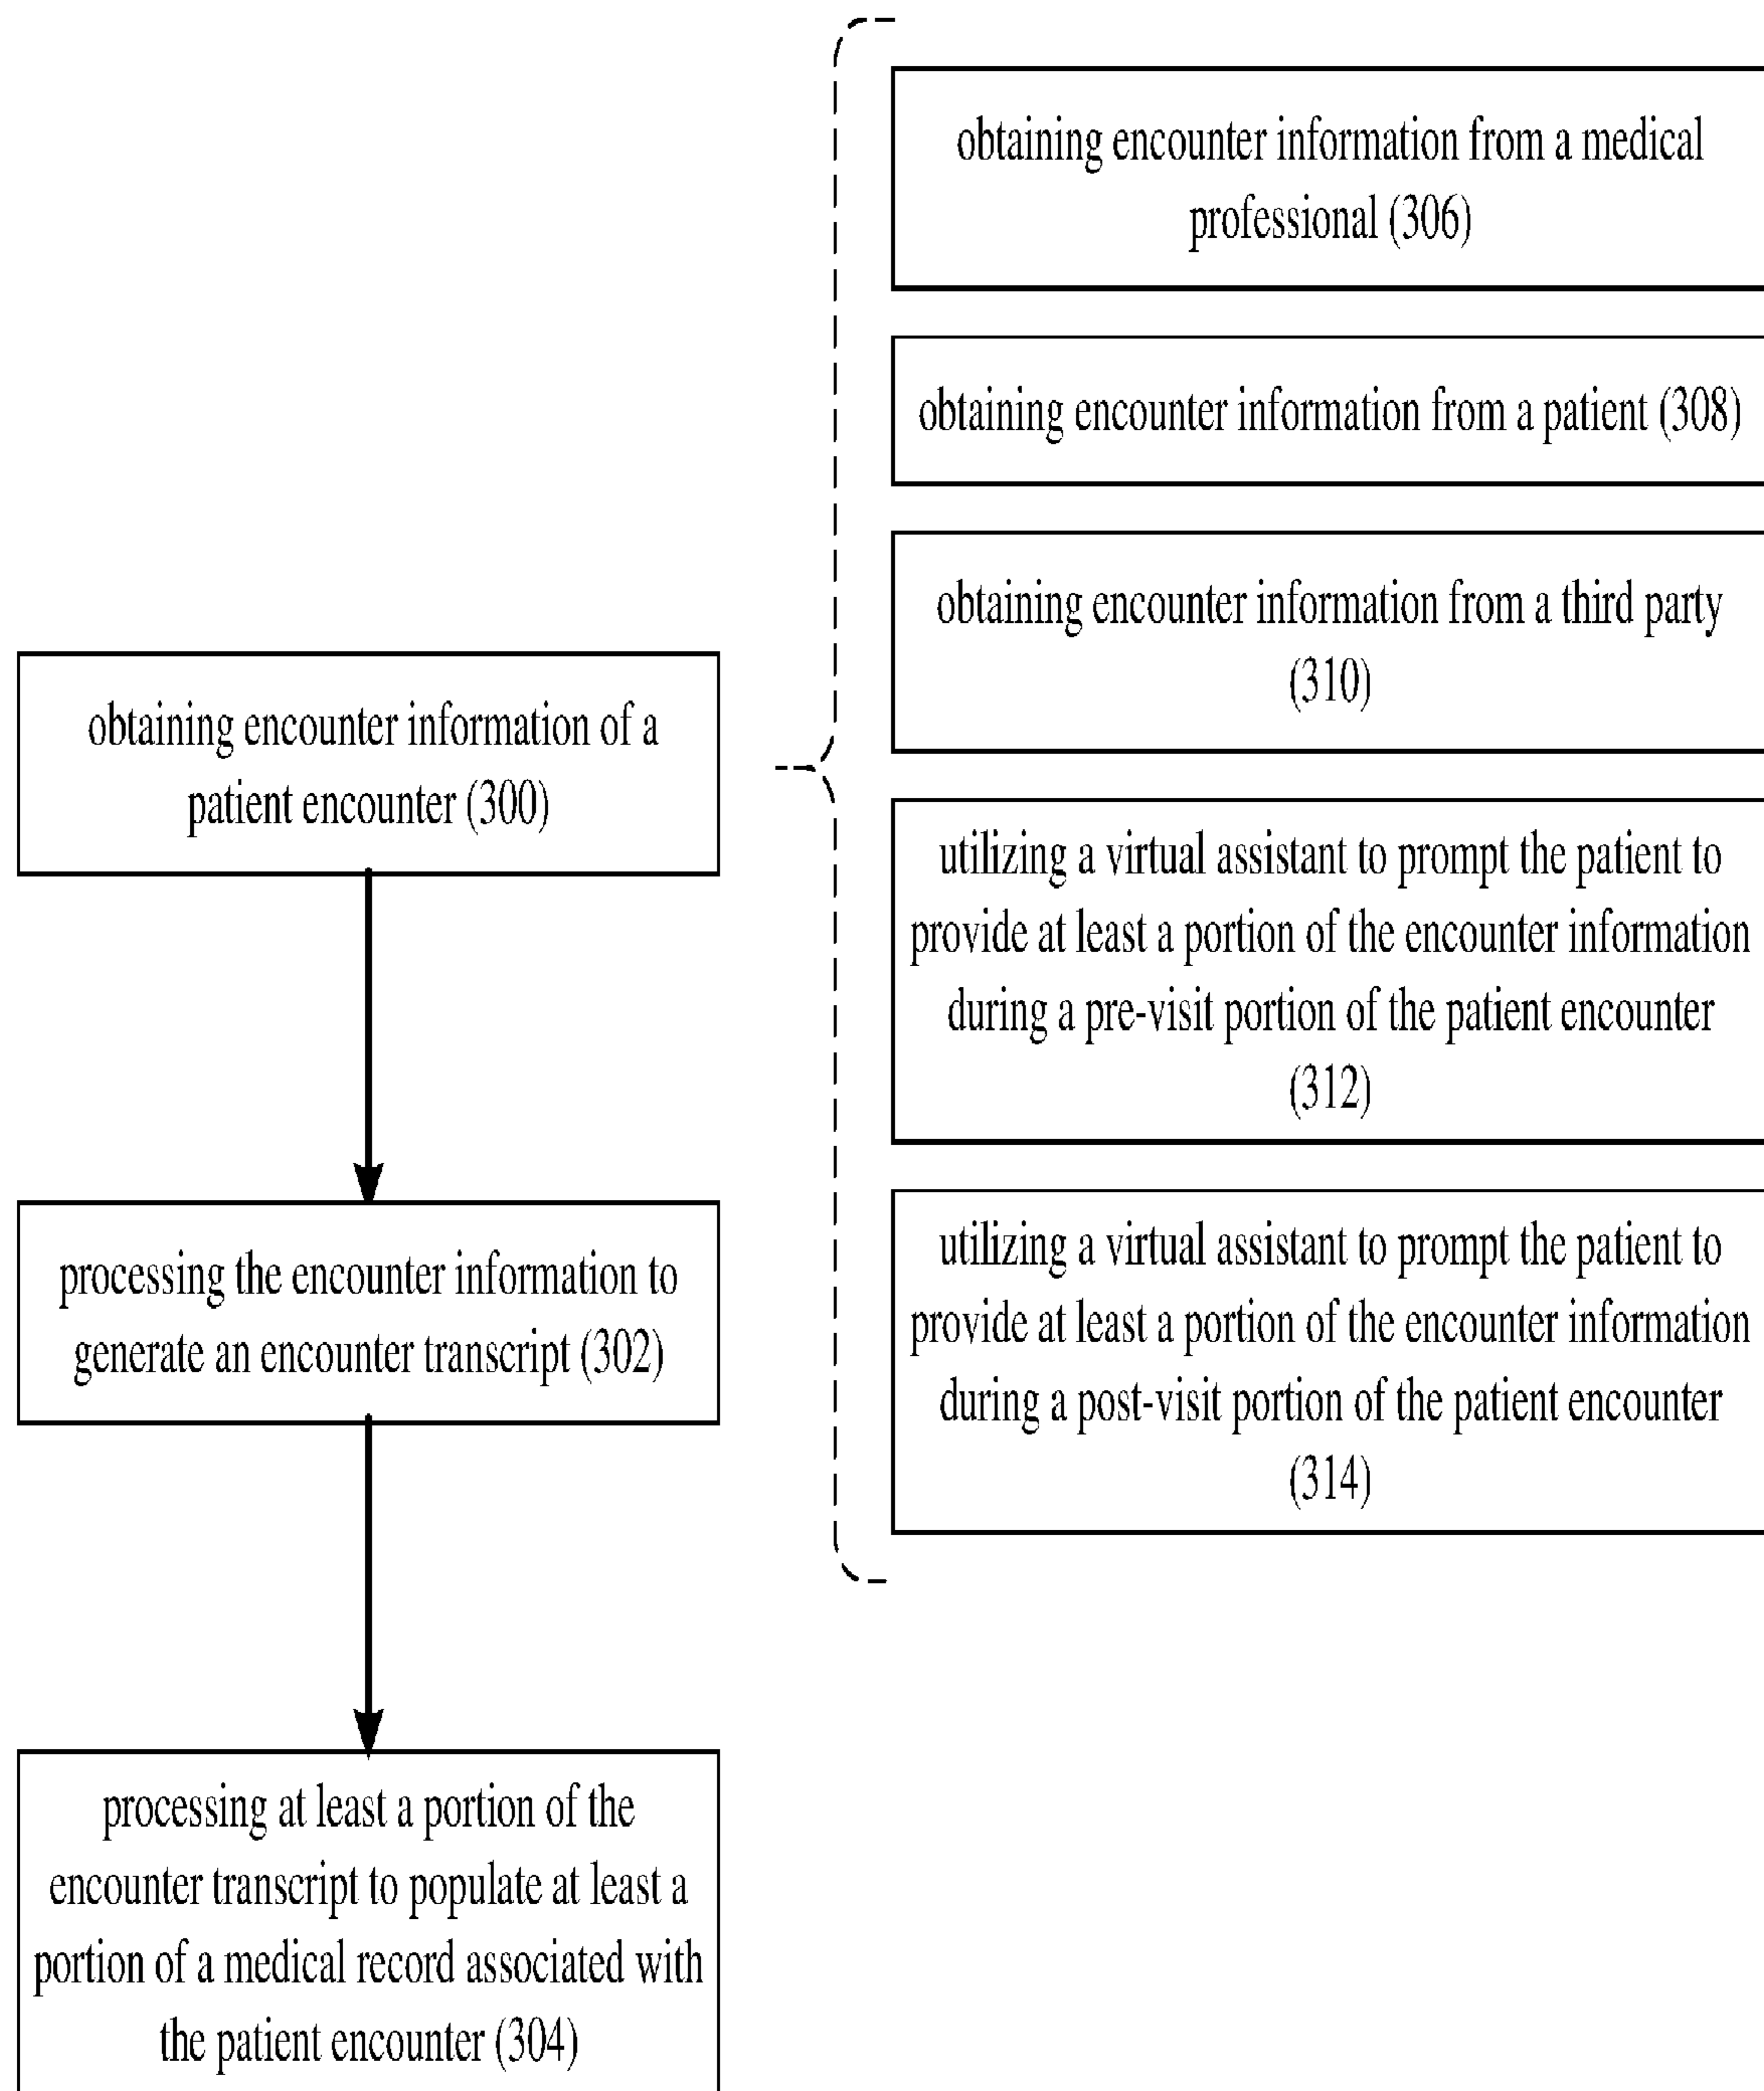 obtaining encounter information of a
patient encounter (300)
processing the encounter information to
generate an encounter transcript (302)
processing at least a portion of the
encounter transcript to populate at least a
portion of a medical record associated with
the patient encounter (304)
obtaining encounter information from a medical
professional (306)
obtaining encounter information from a patient (308)
obtaining encounter information from a third party
(310)
utilizing a virtual assistant to prompt the patient to
provide at least a portion of the encounter information
during a pre-visit portion of the patient encounter
(312)
utilizing a virtual assistant to prompt the patient to
provide at least a portion of the encounter information
during a post-visit portion of the patient encounter
(314)